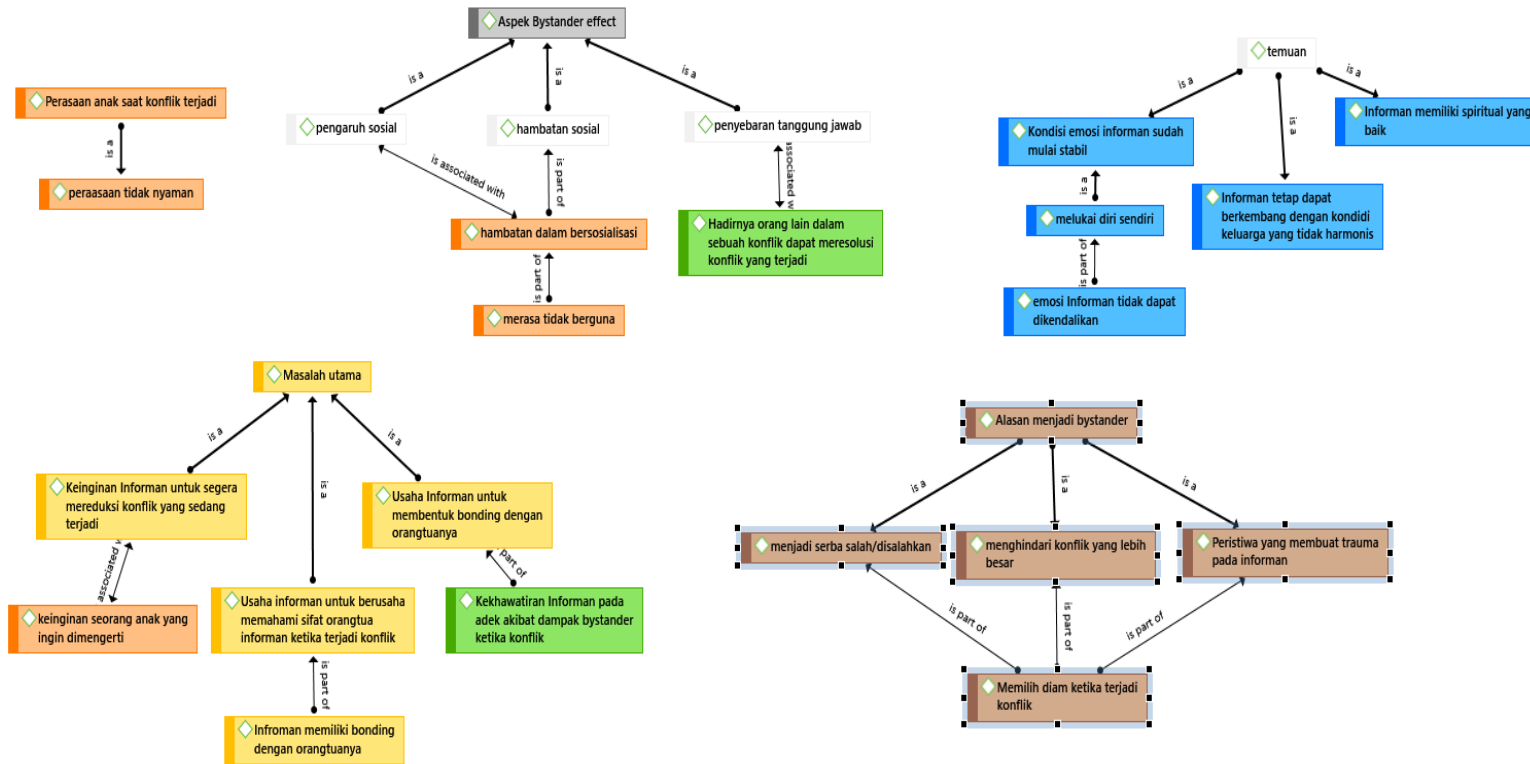 Aspek Bystander effect
is a
is a
is a
pengaruh sosial
hambatan sosial
penyebaran tanggung jawab
is associated with
is part of
associated w
hambatan dalam bersosialisasi
Hadirnya orang lain dalam
sebuah konflik dapat meresolusi
konflik yang terjadi
is part of
merasa tidak berguna
Perasaan anak saat konflik terjadi
is a
peraasaan tidak nyaman
temuan
is a
is a
is a
Kondisi emosi informan sudah
mulai stabil
Informan memiliki spiritual yang
baik
is a
Informan tetap dapat
berkembang dengan kondidi
keluarga yang tidak harmonis
melukai diri sendiri
is part of
emosi Informan tidak dapat
dikendalikan
Masalah utama
is a
is a
is a
Keinginan Informan untuk segera
mereduksi konflik yang sedang
terjadi
Usaha Informan untuk
membentuk bonding dengan
orangtuanya
associated w
part of
keinginan seorang anak yang
ingin dimengerti
Usaha informan untuk berusaha
memahami sifat orangtua
informan ketika terjadi konflik
Kekhawatiran Informan pada
adek akibat dampak bystander
ketika konflik
is part of
Infroman memiliki bonding
dengan orangtuanya
Alasan menjadi bystander
is a
is a
is a
menjadi serba salah/disalahkan
menghindari konflik yang lebih
besar
Peristiwa yang membuat trauma
pada informan
is part of
is part of
is part of
Memilih diam ketika terjadi
konflik